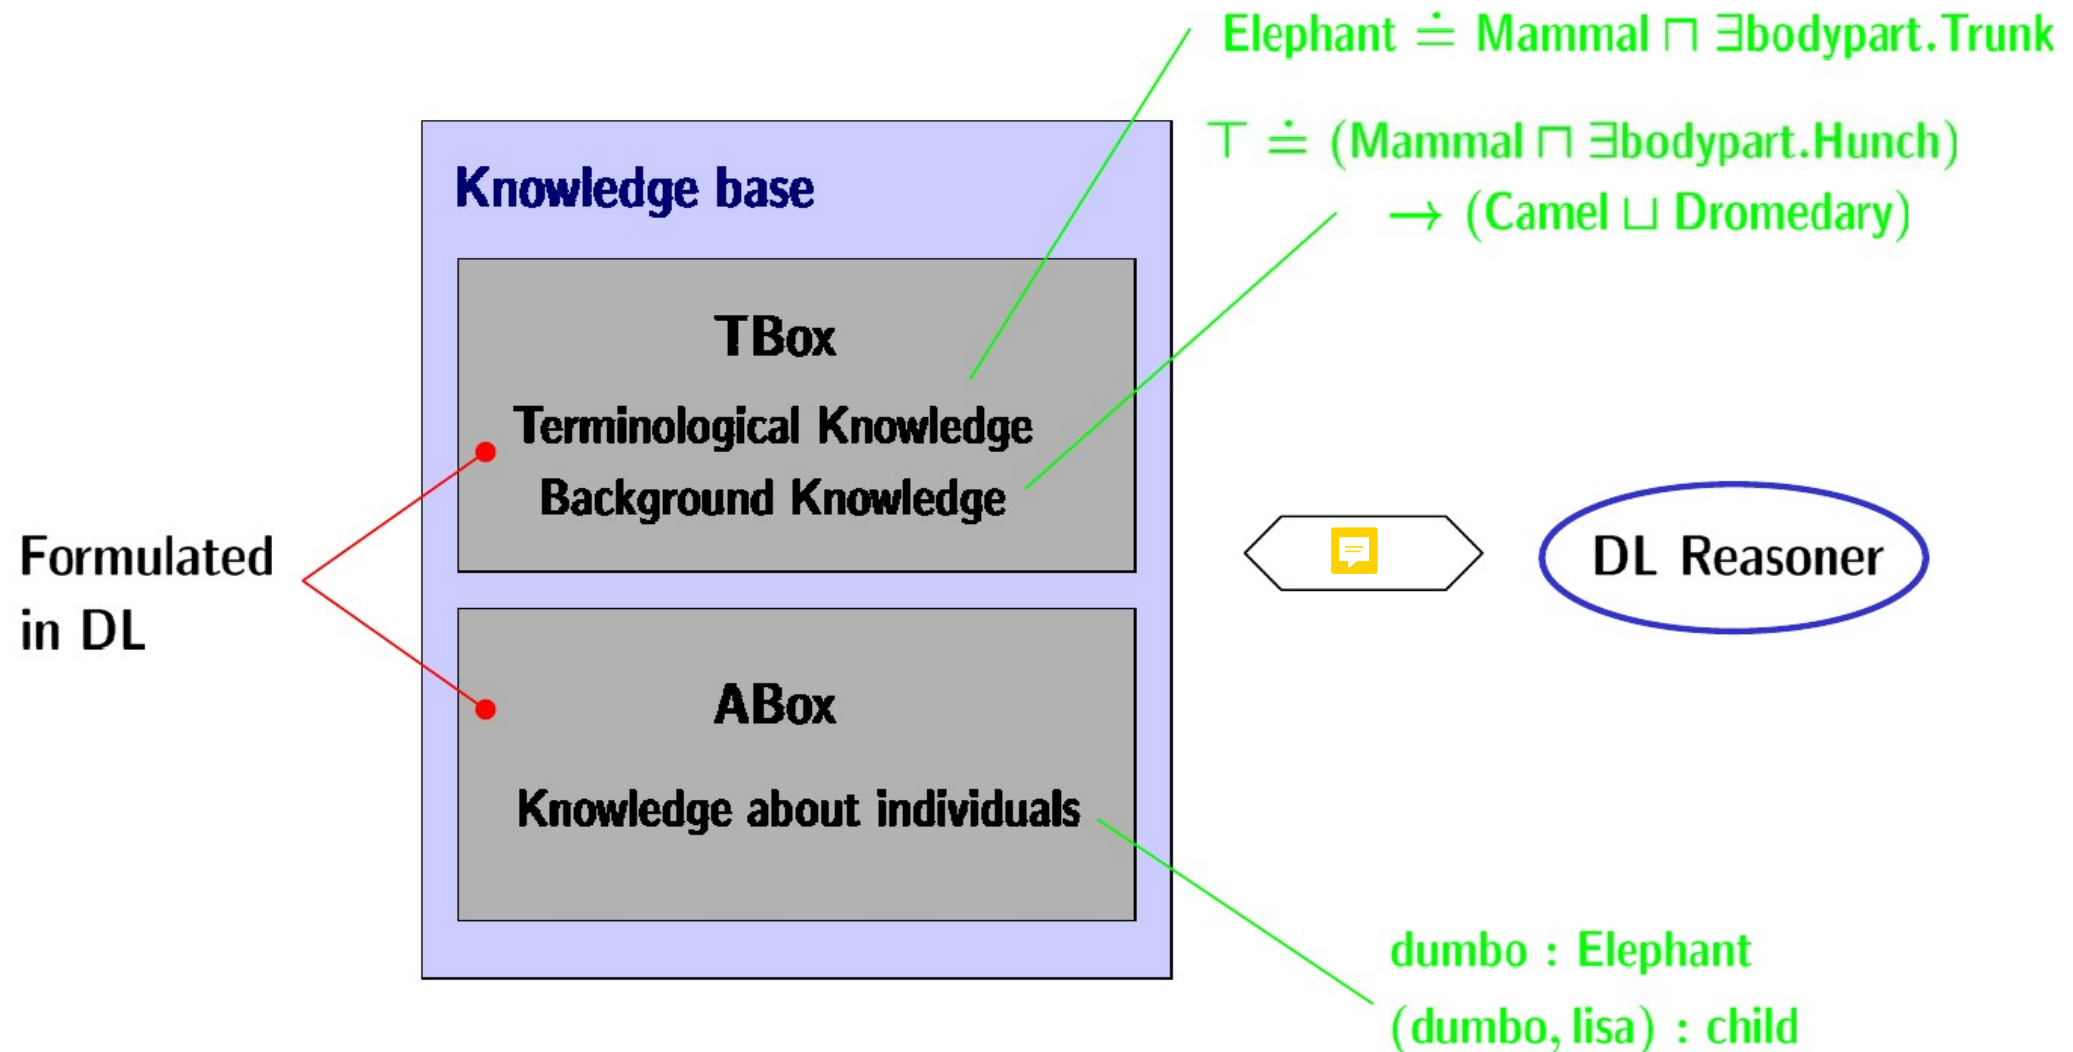 Elephant ≐ Mammal ⊓ ∃bodypart.Trunk
⊤ ≐ (Mammal ⊓ ∃bodypart.Hunch)
→ (Camel ⊔ Dromedary)
Knowledge base
TBox
Terminological Knowledge
Background Knowledge
Formulated
in DL
DL Reasoner
ABox
Knowledge about individuals
dumbo : Elephant
(dumbo, lisa) : child